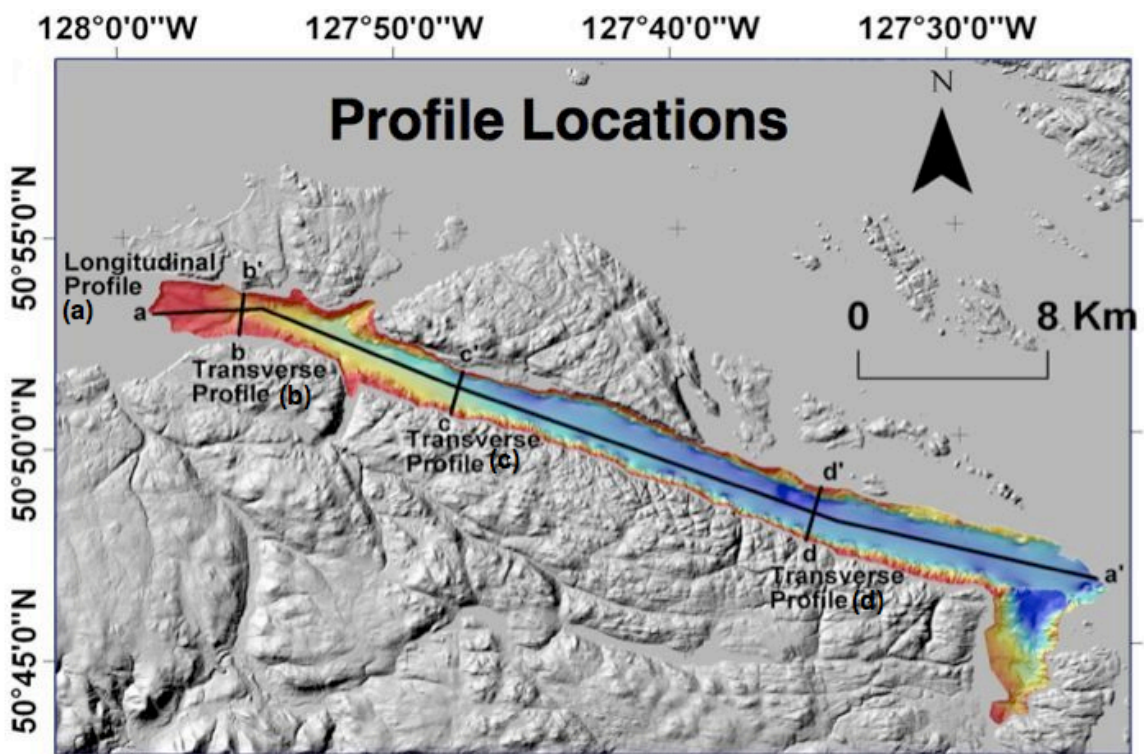 128°0'0"W 127°50'0"W 127°40'0"W 127°30'0"W
N
Profile Locations
50°55'0"N
Longitudinal
Profile
(a)
a
b'
b
Transverse
Profile (b)
0 8 Km
c'
c
Transverse
Profile (c)
50°50'0"N
d'
d
Transverse
Profile (d)
a'
50°45'0"N